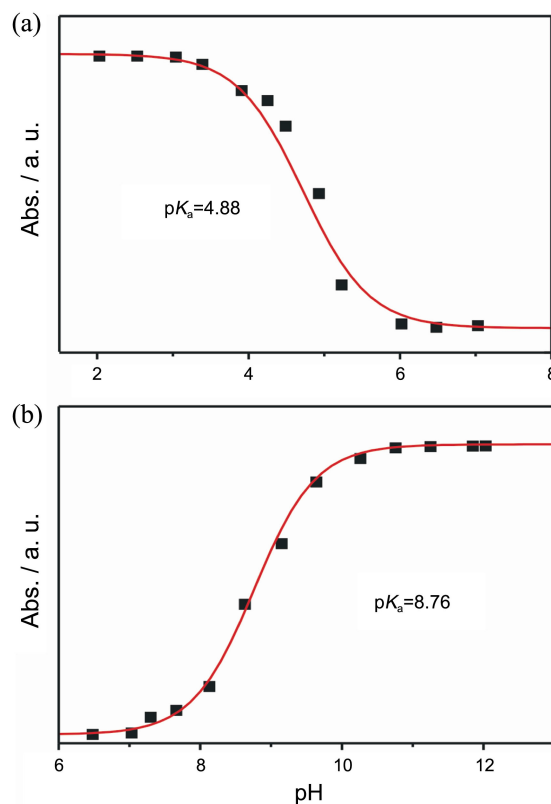 (a)
Abs. / a. u.
pKa=4.88
2 4 6 8
(b)
Abs. / a. u.
pKa=8.76
6 8 10 12
pH